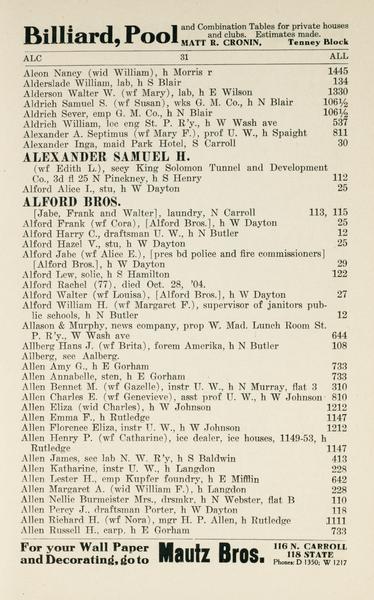 Billiard, Pool and Combination Tables for private houses
and clubs. Estimates made.
MATT R. CRONIN, Tenney Block
ALC 31 ALL
Alcon Nancy (wid William), h Morris r 1445
Alderslade William, lab, h S Blair 134
Alderson Walter W. (wf Mary), lab, h E Wilson 1330
Aldrich Samuel S. (wf Susan), wks G. M. Co., h N Blair 106½
Aldrich Sever, emp G. M. Co., h N Blair 106½
Aldrich William, loc eng St. P. R'y., h W Wash ave 537
Alexander A. Septimus (wf Mary F.), prof U. W., h Spaight 811
Alexander Inga, maid Park Hotel, S Carroll 30
ALEXANDER SAMUEL H.
(wf Edith L.), secy King Solomon Tunnel and Development
Co., 3d fl 25 N Pinckney, h S Henry 112
Alford Alice I., stu, h W Dayton 25
ALFORD BROS.
[Jabe, Frank and Walter], laundry, N Carroll 113, 115
Alford Frank (wf Cora), [Alford Bros.], h W Dayton 25
Alford Harry C., draftsman U. W., h N Butler 12
Alford Hazel V., stu, h W Dayton 25
Alford Jabe (wf Alice E.), [pres bd police and fire commissioners]
[Alford Bros.], h W Dayton 29
Alford Lew, solic, h S Hamilton 122
Alford Rachel (77), died Oct. 28, '04.
Alford Walter (wf Louisa), [Alford Bros.], h W Dayton 27
Alford William H. (wf Margaret F.), supervisor of janitors pub-
lic schools, h N Butler 12
Allason & Murphy, news company, prop W. Mad. Lunch Room St.
P. R'y., W Wash ave 644
Allberg Hans J. (wf Brita), forem Amerika, h N Butler 108
Allberg, see Aalberg.
Allen Amy G., h E Gorham 733
Allen Annabelle, sten, h E Gorham 733
Allen Bennet M. (wf Gazelle), instr U. W., h N Murray, flat 3 310
Allen Charles E. (wf Genevieve), asst prof U. W., h W Johnson 810
Allen Eliza (wid Charles), h W Johnson 1212
Allen Emma F., h Rutledge 1147
Allen Florence Eliza, instr U. W., h W Johnson 1212
Allen Henry P. (wf Catharine), ice dealer, ice houses, 1149-53, h
Rutledge 1147
Allen James, sec lab N. W. R'y, h S Baldwin 413
Allen Katharine, instr U. W., h Langdon 228
Allen Lester H., emp Kupfer foundry, h E Mifflin 642
Allen Margaret A. (wid William F.), h Langdon 228
Allen Nellie Burmeister Mrs., drsmkr, h N Webster, flat B 110
Allen Percy J., draftsman Porter, h W Dayton 118
Allen Richard H. (wf Nora), mgr H. P. Allen, h Rutledge 1111
Allen Russell H., carp, h E Gorham 733
For your Wall Paper
and Decorating, go to Mautz Bros. 116 N. CARROLL
118 STATE
Phones: D 1350; W 1217